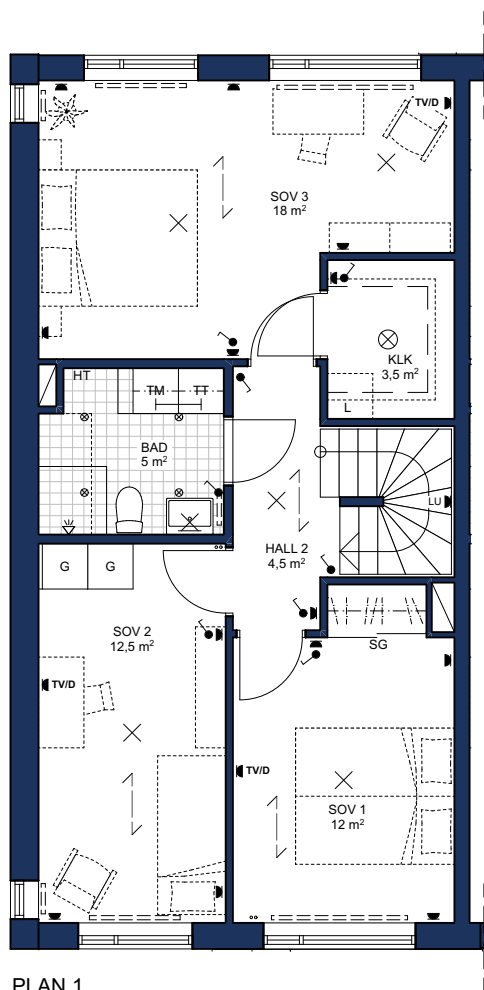 TV/D
SOV 3
18 m²
KLK
3,5 m²
L
HT
TM
TT
BAD
5 m²
LU
HALL 2
4,5 m²
G
G
SOV 2
12,5 m²
SG
TV/D
TV/D
SOV 1
12 m²
PLAN 1